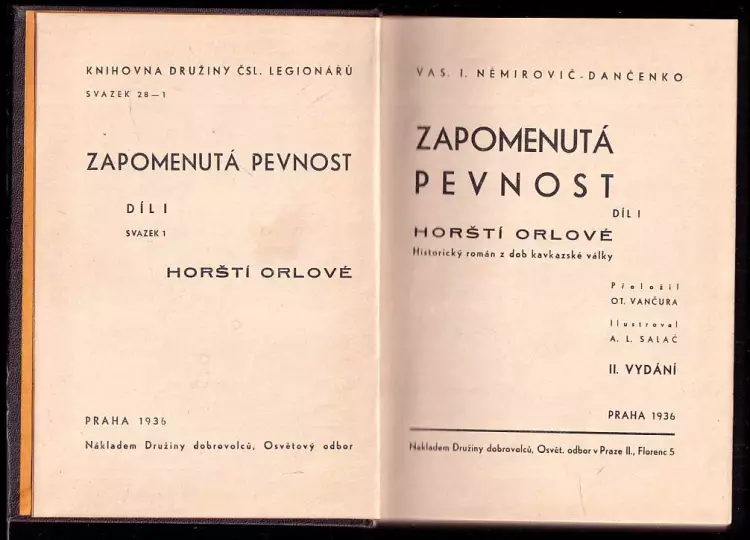 KNIHOVNA DRUŽINY ČSL. LEGIONÁŘŮ
SVAZEK 28—1
ZAPOMENUTÁ PEVNOST
DÍL I
SVAZEK 1
HORŠTÍ ORLOVÉ
PRAHA 1936
Nákladem Družiny dobrovolců, Osvětový odbor
VAS. I. NĚMIROVIČ-DANČENKO
ZAPOMENUTÁ
PEVNOST
DÍL I
HORŠTÍ ORLOVÉ
Historický román z dob kavkazské války
Přeložil
OT. VANČURA
Ilustroval
A. L. SALAČ
II. VYDÁNÍ
PRAHA 1936
Nákladem Družiny dobrovolců, Osvět. odbor v Praze II., Florenc 5